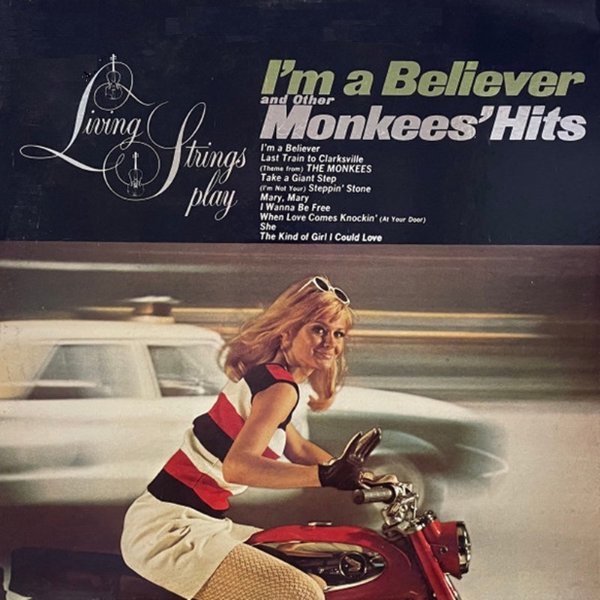 Living Strings play
I'm a Believer
and Other
Monkees' Hits
I'm a Believer
Last Train to Clarksville
(Theme from) THE MONKEES
Take a Giant Step
(I'm Not Your) Steppin' Stone
Mary, Mary
I Wanna Be Free
When Love Comes Knockin' (At Your Door)
She
The Kind of Girl I Could Love